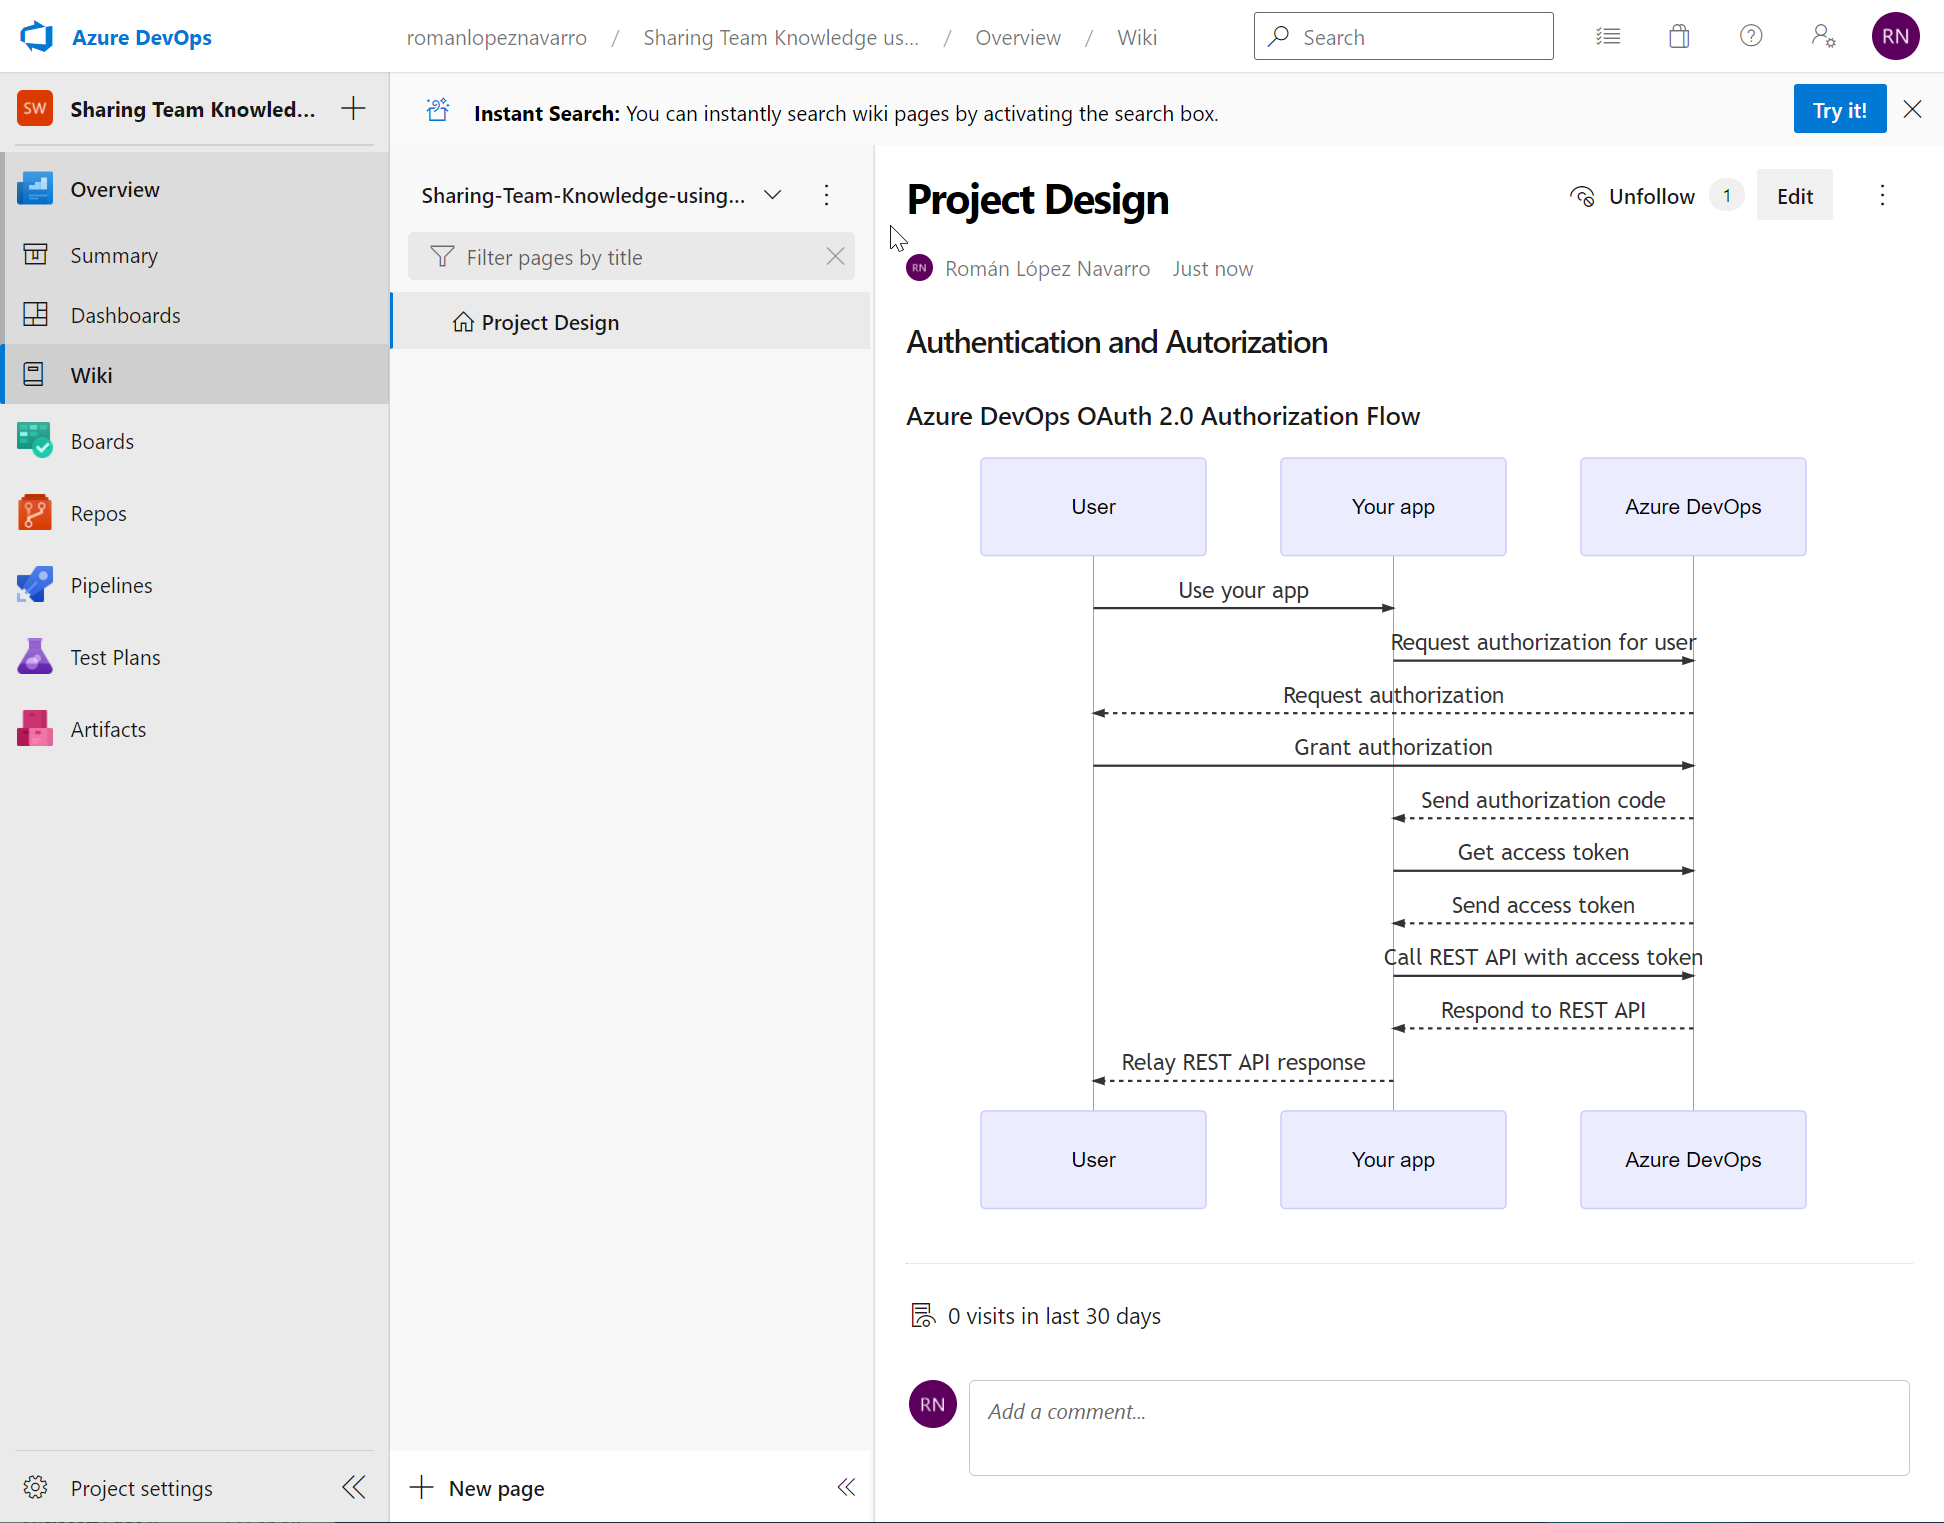 Azure DevOps
romanlopeznavarro / Sharing Team Knowledge us... / Overview / Wiki
Search
RN
SW
Sharing Team Knowled...
Overview
Summary
Dashboards
Wiki
Boards
Repos
Pipelines
Test Plans
Artifacts
Project settings
Instant Search: You can instantly search wiki pages by activating the search box.
Try it!
Sharing-Team-Knowledge-using...
Filter pages by title
Project Design
New page
Project Design
Unfollow 1
Edit
RN Román López Navarro Just now
Authentication and Autorization
Azure DevOps OAuth 2.0 Authorization Flow
User Your app Azure DevOps
Use your app
Request authorization for user
Request authorization
Grant authorization
Send authorization code
Get access token
Send access token
Call REST API with access token
Respond to REST API
Relay REST API response
User Your app Azure DevOps
0 visits in last 30 days
RN
Add a comment...